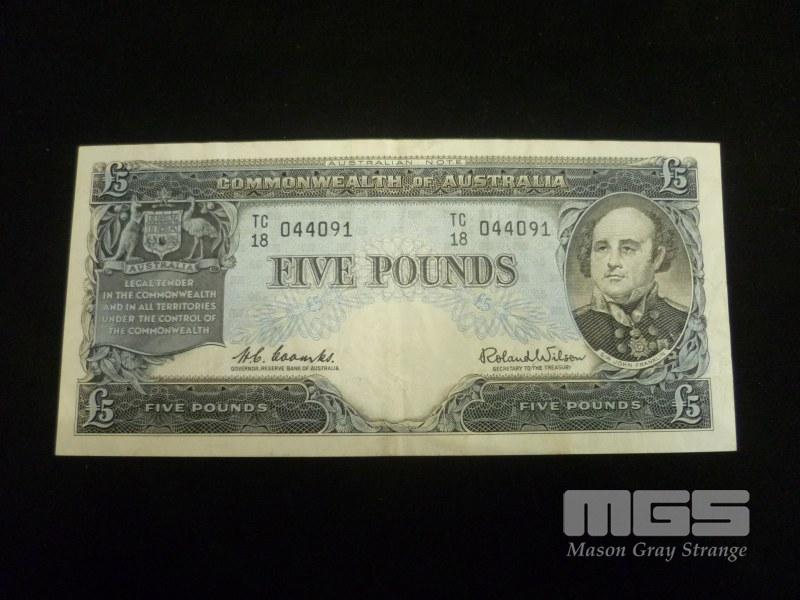 AUSTRALIAN NOTE
£5 COMMONWEALTH OF AUSTRALIA £5
TC 18 044091 TC 18 044091
AUSTRALIA
FIVE POUNDS
LEGAL TENDER
IN THE COMMONWEALTH
AND IN ALL TERRITORIES
UNDER THE CONTROL OF
THE COMMONWEALTH
£5 £5
SIR JOHN FRANKLIN
H.C. Coombs. Roland Wilson
GOVERNOR, RESERVE BANK OF AUSTRALIA SECRETARY TO THE TREASURY
£5 FIVE POUNDS FIVE POUNDS £5
MGS
Mason Gray Strange